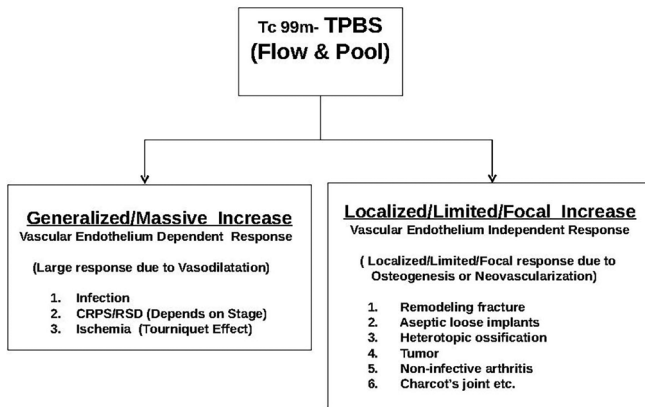 Tc 99m- TPBS
(Flow & Pool)
Generalized/Massive Increase
Vascular Endothelium Dependent Response
(Large response due to Vasodilatation)
1. Infection
2. CRPS/RSD (Depends on Stage)
3. Ischemia (Tourniquet Effect)
Localized/Limited/Focal Increase
Vascular Endothelium Independent Response
( Localized/Limited/Focal response due to
Osteogenesis or Neovascularization)
1. Remodeling fracture
2. Aseptic loose implants
3. Heterotopic ossification
4. Tumor
5. Non-infective arthritis
6. Charcot's joint etc.